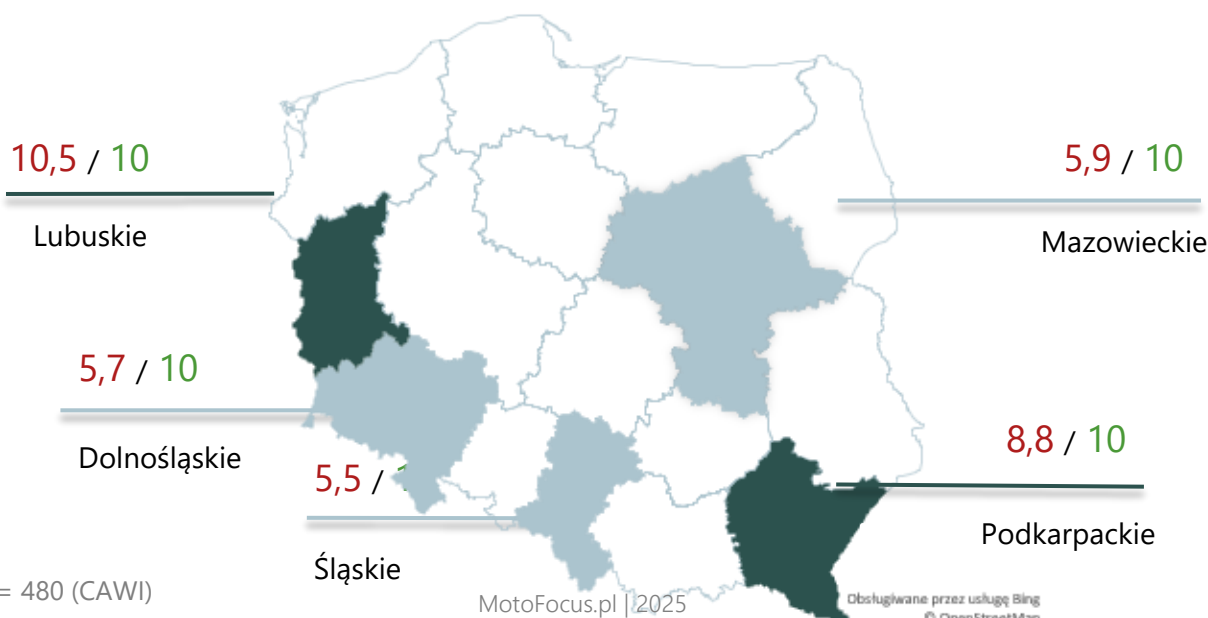 10,5 / 10
Lubuskie
5,9 / 10
Mazowieckie
5,7 / 10
Dolnośląskie
5,5 /
Śląskie
8,8 / 10
Podkarpackie
= 480 (CAWI)
MotoFocus.pl | 2025
Obsługiwane przez usługę Bing
© OpenStreetMap